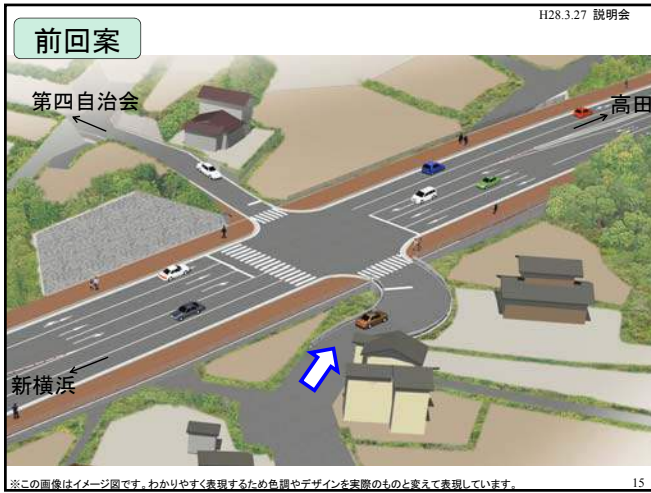 H28.3.27 説明会
前回案
第四自治会
高田
新横浜
※この画像はイメージ図です。わかりやすく表現するため色調やデザインを実際のものと変えて表現しています。
15